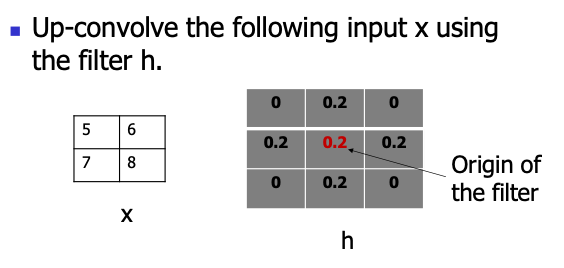 Up-convolve the following input x using
the filter h.
5 6
7 8
x
0 0.2 0
0.2 0.2 0.2
0 0.2 0
h
Origin of
the filter